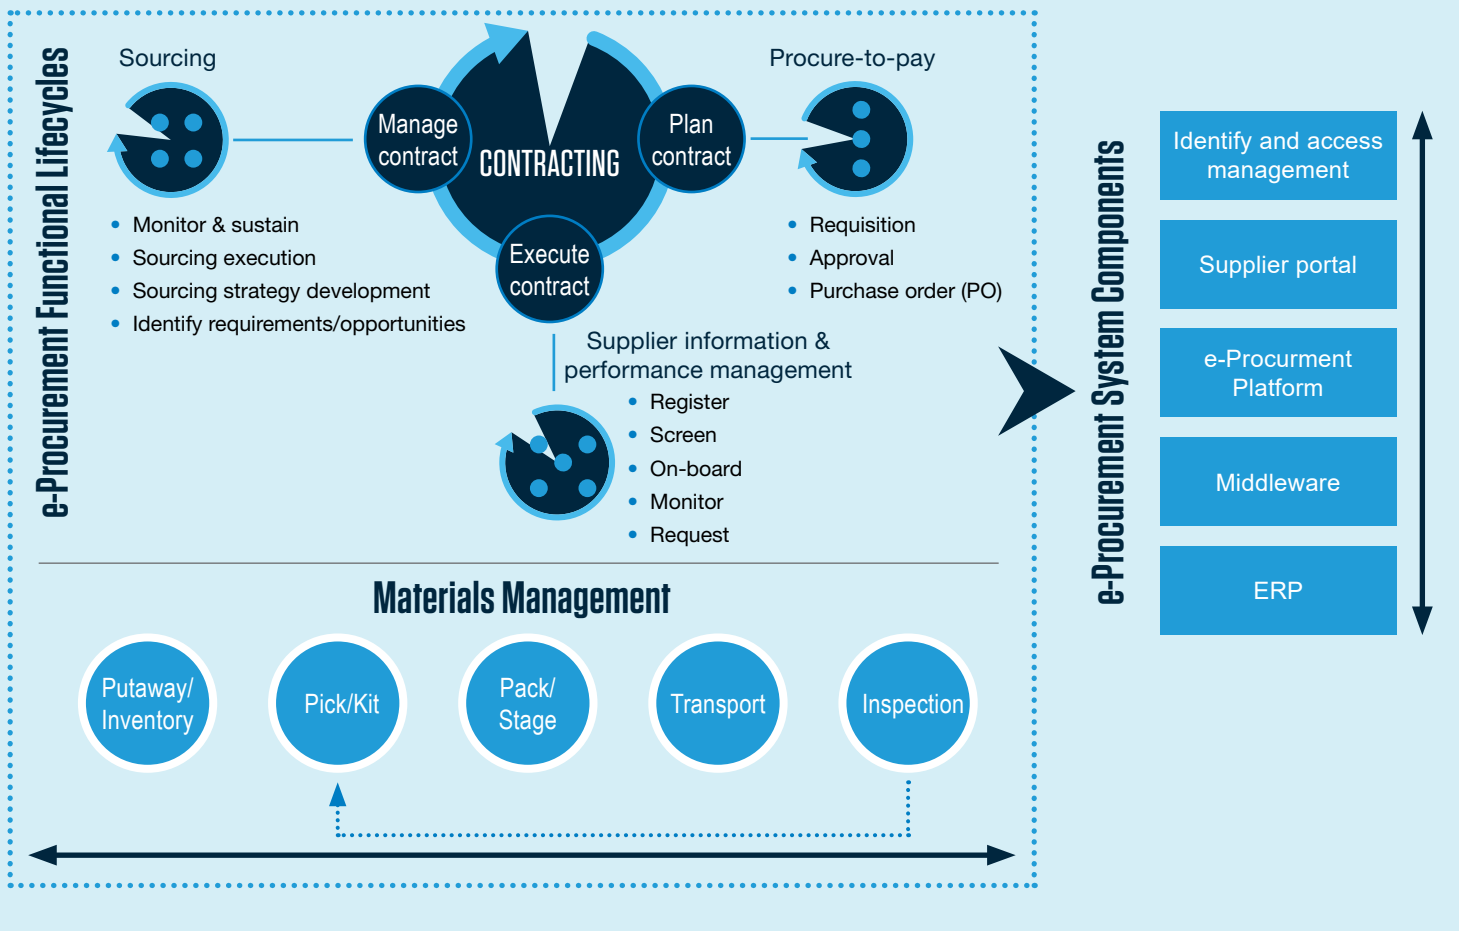 e-Procurement Functional Lifecycles
Sourcing
Monitor & sustain
Sourcing execution
Sourcing strategy development
Identify requirements/opportunities
Manage
contract
CONTRACTING
Plan
contract
Execute
contract
Procure-to-pay
Requisition
Approval
Purchase order (PO)
Supplier information &
performance management
Register
Screen
On-board
Monitor
Request
Materials Management
Putaway/
Inventory
Pick/Kit
Pack/
Stage
Transport
Inspection
e-Procurement System Components
Identify and access
management
Supplier portal
e-Procurment
Platform
Middleware
ERP